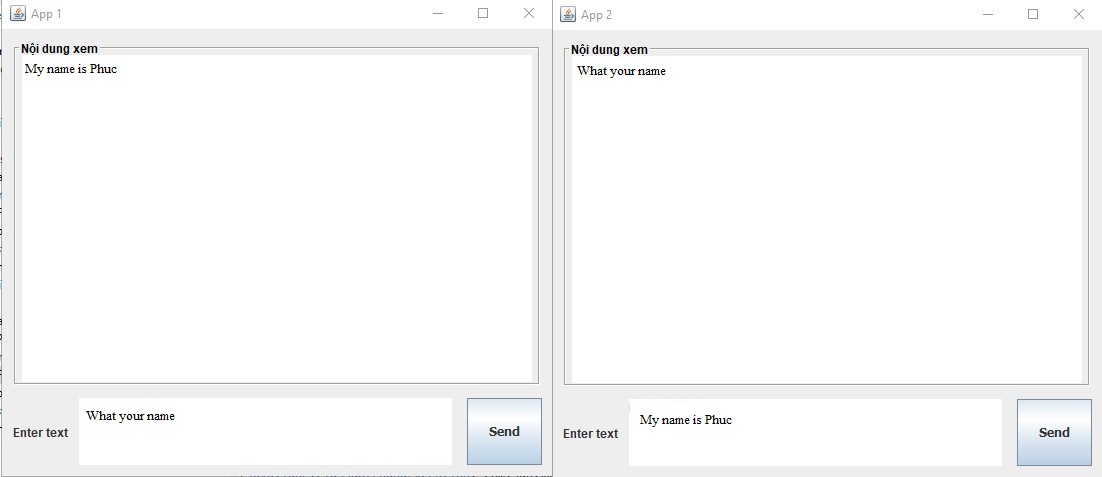 App 1
Nội dung xem
My name is Phuc
Enter text
What your name
Send
App 2
Nội dung xem
What your name
Enter text
My name is Phuc
Send